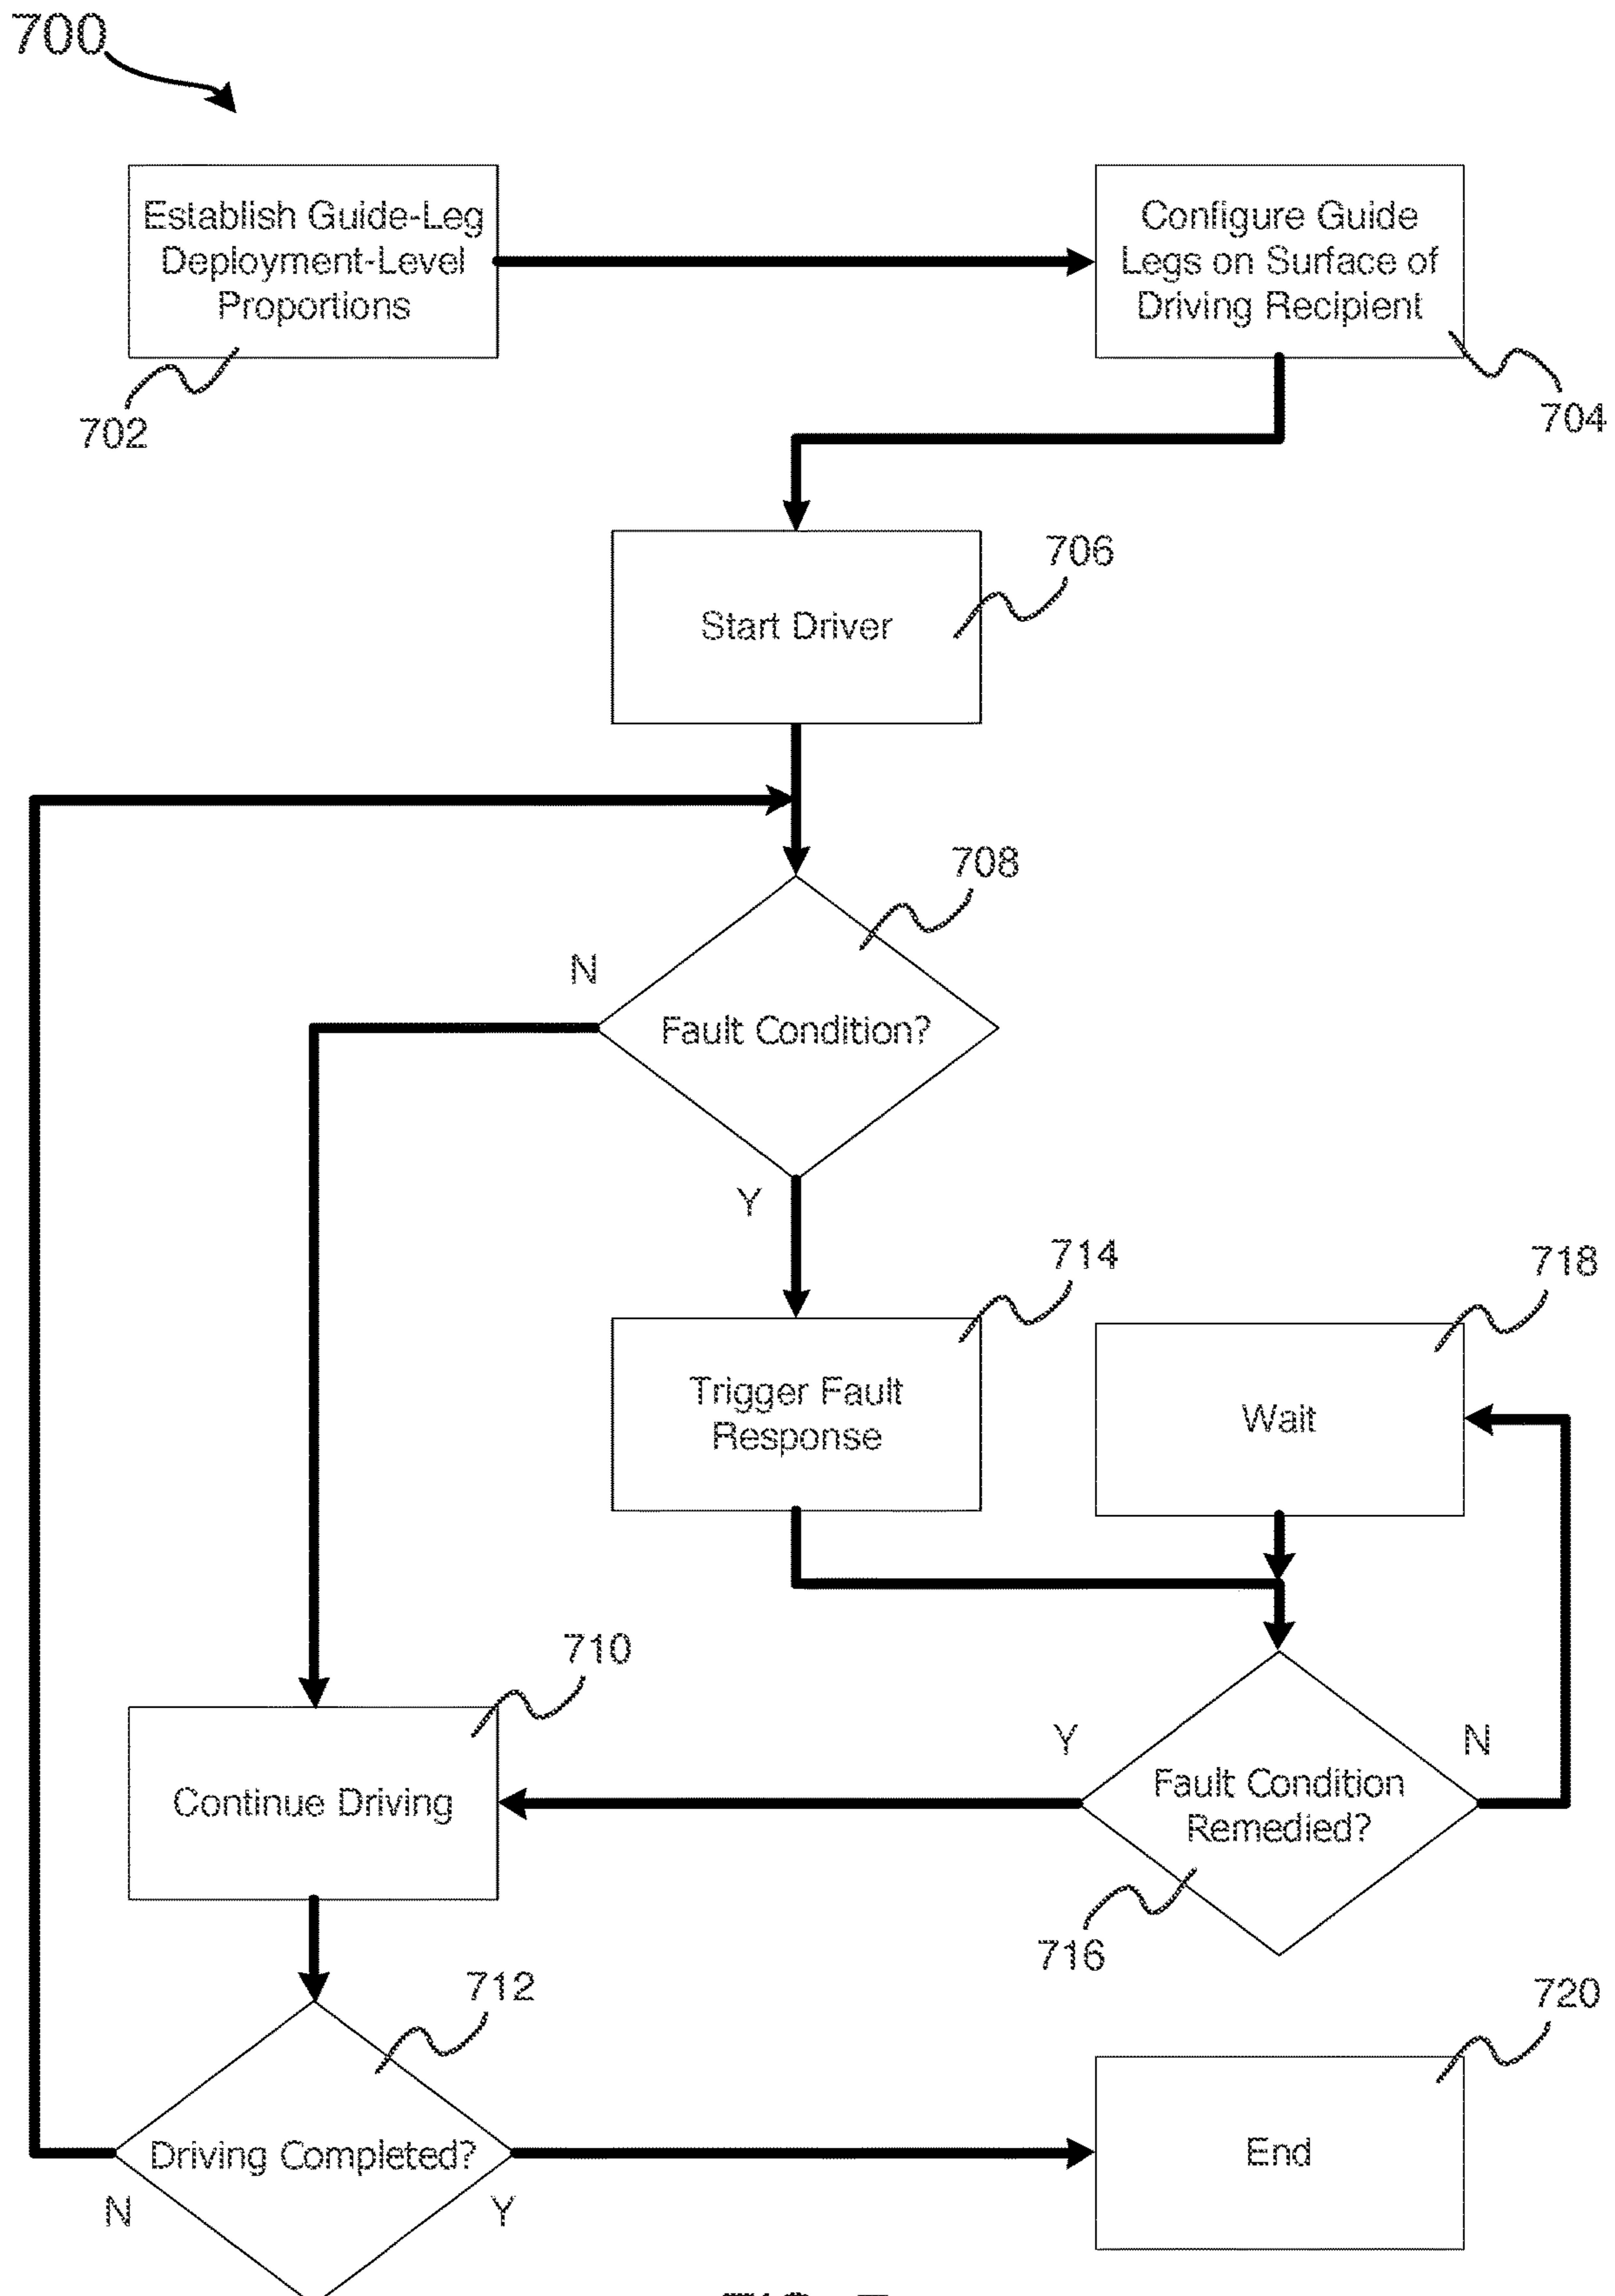 700
Establish Guide-Leg
Deployment-Level
Proportions
702
Configure Guide
Legs on Surface of
Driving Recipient
704
706
Start Driver
708
N
Fault Condition?
Y
714
Trigger Fault
Response
718
Wait
710
Continue Driving
Y
N
Fault Condition
Remedied?
716
712
Driving Completed?
N
Y
720
End